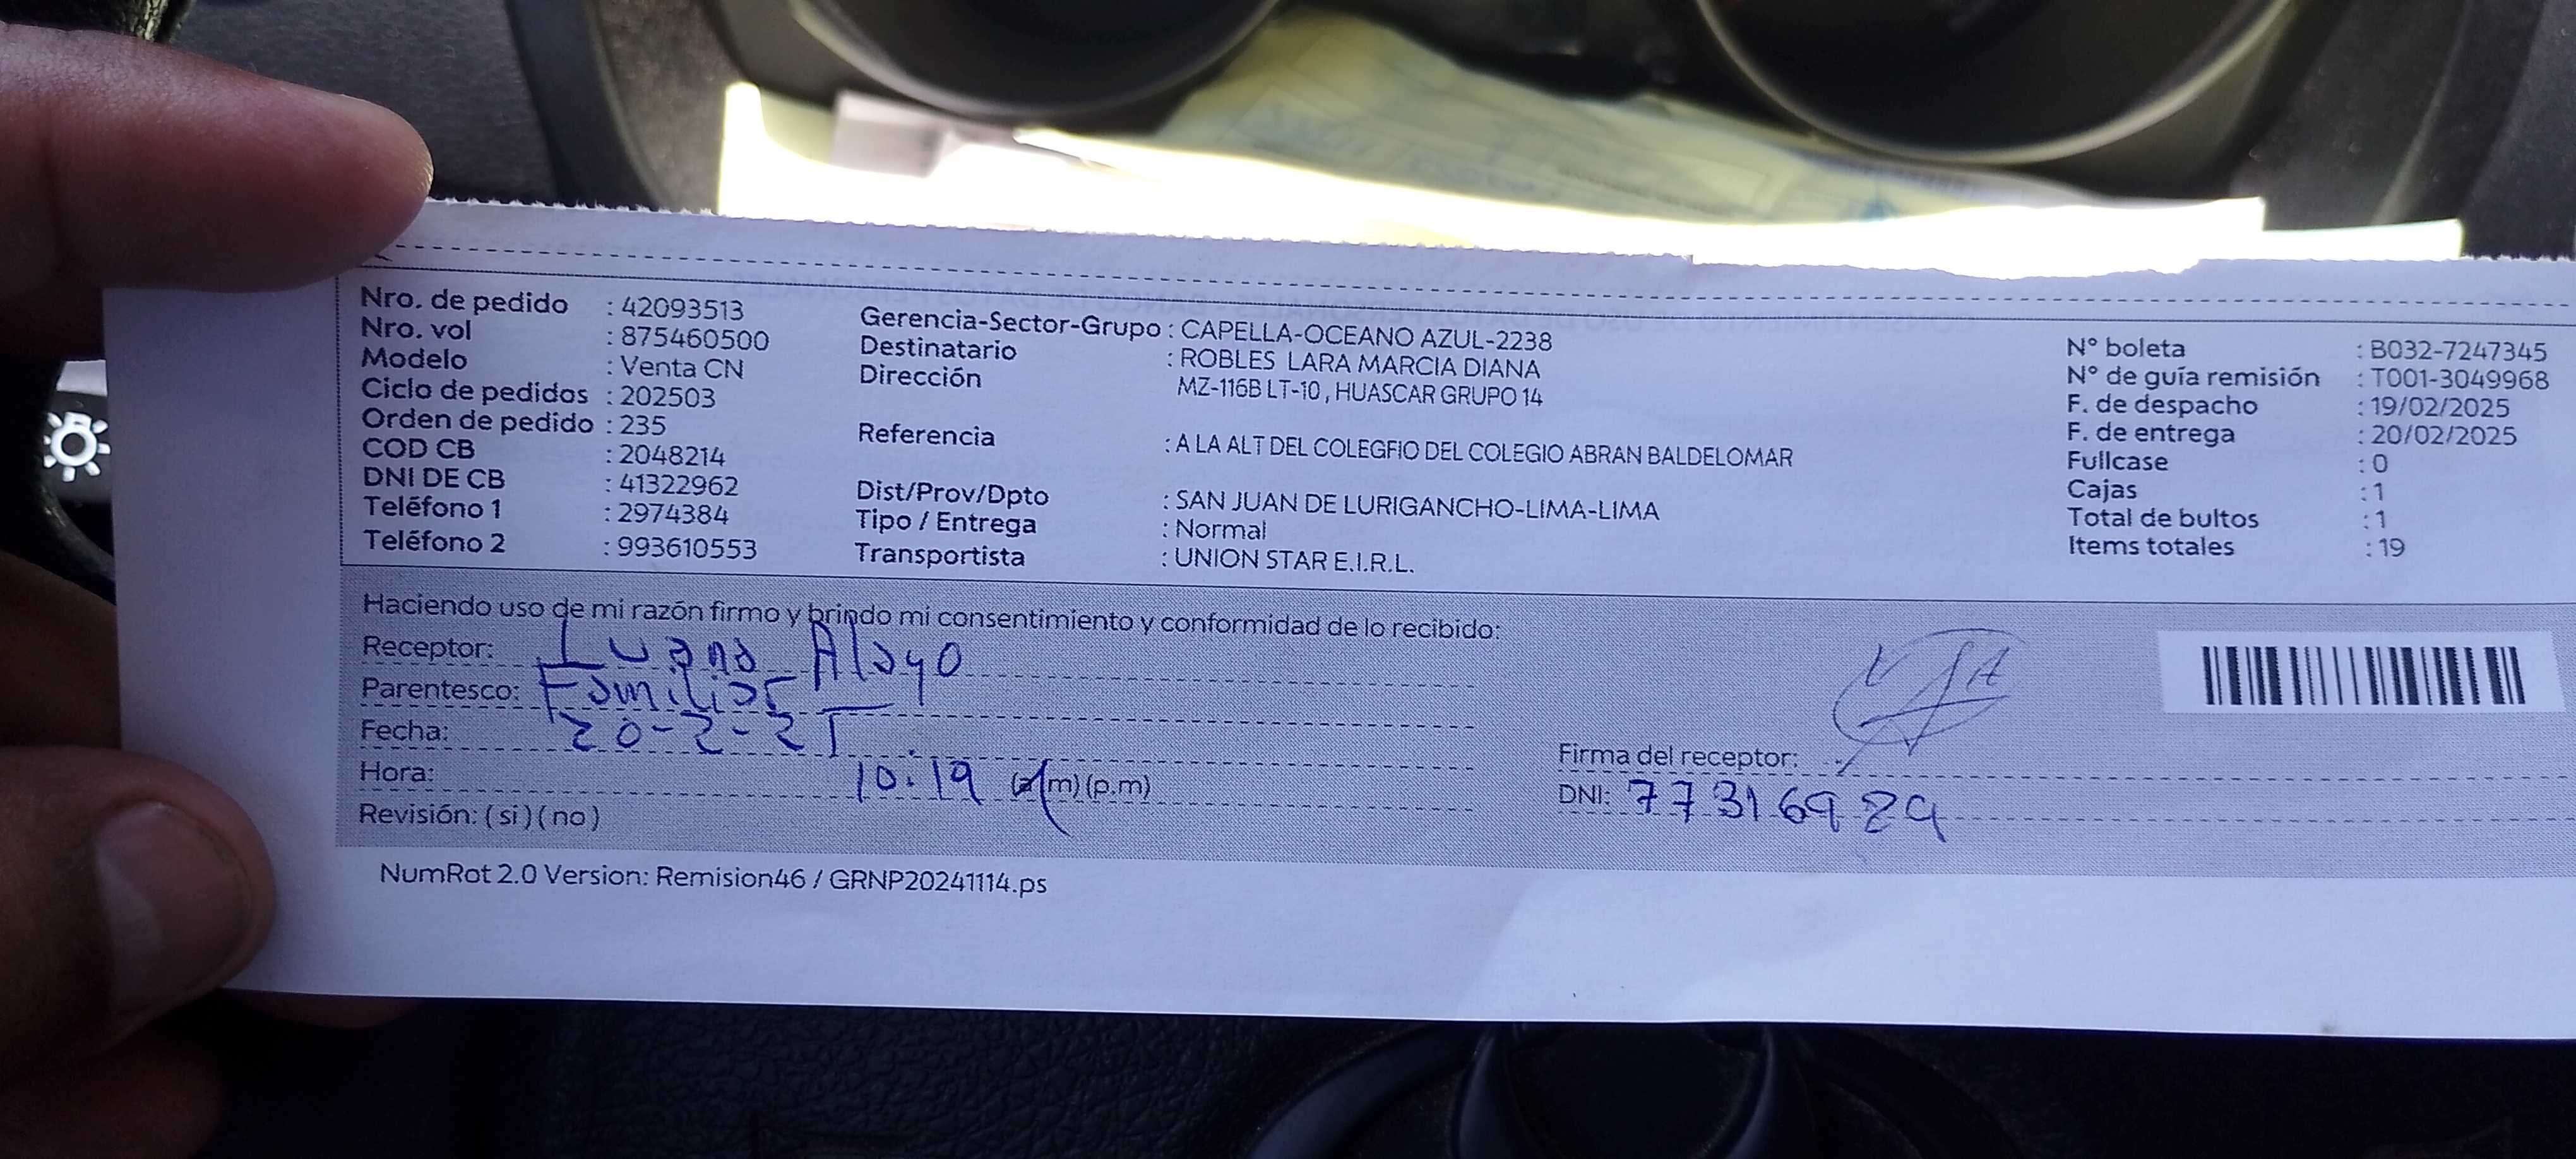 Nro. de pedido : 42093513
Nro. vol : 875460500
Modelo : Venta CN
Ciclo de pedidos : 202503
Orden de pedido : 235
COD CB : 2048214
DNI DE CB : 41322962
Teléfono 1 : 2974384
Teléfono 2 : 993610553
Gerencia-Sector-Grupo : CAPELLA-OCEANO AZUL-2238
Destinatario : ROBLES LARA MARCIA DIANA
Dirección MZ-116B LT-10 , HUASCAR GRUPO 14
Referencia : A LA ALT DEL COLEGFIO DEL COLEGIO ABRAN BALDELOMAR
Dist/Prov/Dpto : SAN JUAN DE LURIGANCHO-LIMA-LIMA
Tipo / Entrega : Normal
Transportista : UNION STAR E.I.R.L.
N° boleta : B032-7247345
N° de guía remisión : T001-3049968
F. de despacho : 19/02/2025
F. de entrega : 20/02/2025
Fullcase : 0
Cajas : 1
Total de bultos : 1
Items totales : 19
Haciendo uso de mi razón firmo y brindo mi consentimiento y conformidad de lo recibido:
Receptor: Luana Alayo
Parentesco: Familiar
Fecha: 20-2-25
Hora: 10:19 (a.m) (p.m)
Revisión: ( si ) ( no )
Firma del receptor:
DNI: 77316929
NumRot 2.0 Version: Remision46 / GRNP20241114.ps